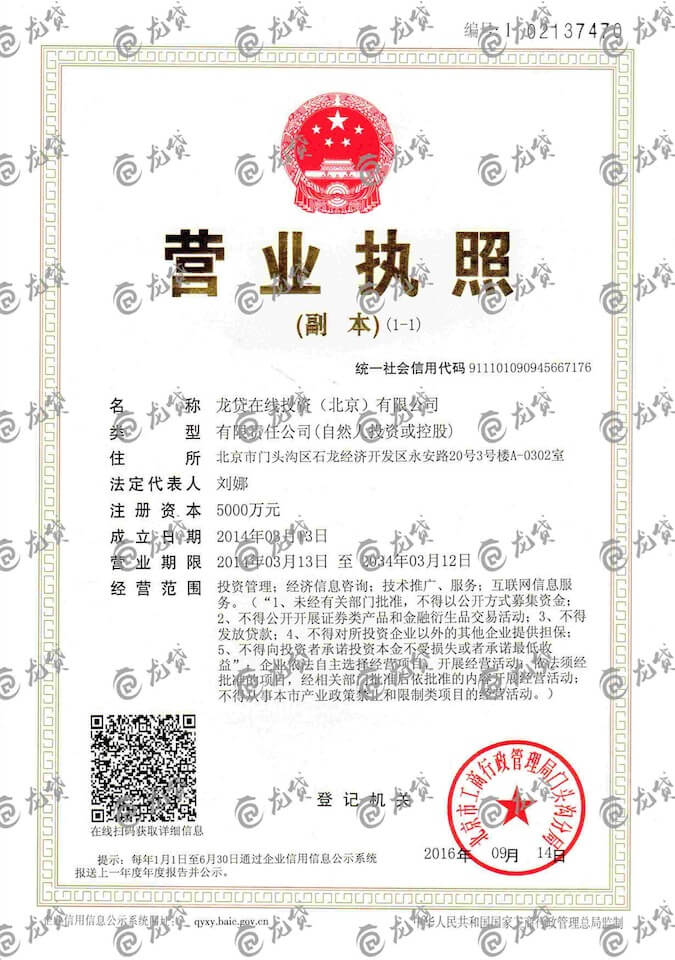 编号:1 02137470
营业执照
(副 本)(1-1)
统一社会信用代码 911101090945667176
名 称 龙贷在线投资（北京）有限公司
类 型 有限责任公司(自然人投资或控股)
住 所 北京市门头沟区石龙经济开发区永安路20号3号楼A-0302室
法定代表人 刘娜
注册资本 5000万元
成立日期 2014年03月13日
营业期限 2014年03月13日 至 2034年03月12日
经营范围 投资管理；经济信息咨询；技术推广、服务；互联网信息服
务。（“1、未经有关部门批准，不得以公开方式募集资金；
2、不得公开开展证券类产品和金融衍生品交易活动；3、不得
发放贷款；4、不得对所投资企业以外的其他企业提供担保；
5、不得向投资者承诺投资本金不受损失或者承诺最低收
益”。企业依法自主选择经营项目，开展经营活动；依法须经
批准的项目，经相关部门批准后依批准的内容开展经营活动；
不得从事本市产业政策禁止和限制类项目的经营活动。）
在线扫码获取详细信息
登记机关
北京市工商行政管理局门头沟分局
2016年 09月 14日
提示：每年1月1日至6月30日通过企业信用信息公示系统
报送上一年度年度报告并公示。
企业信用信息公示系统网址： qyxy.baic.gov.cn
中华人民共和国国家工商行政管理总局监制
龙贷